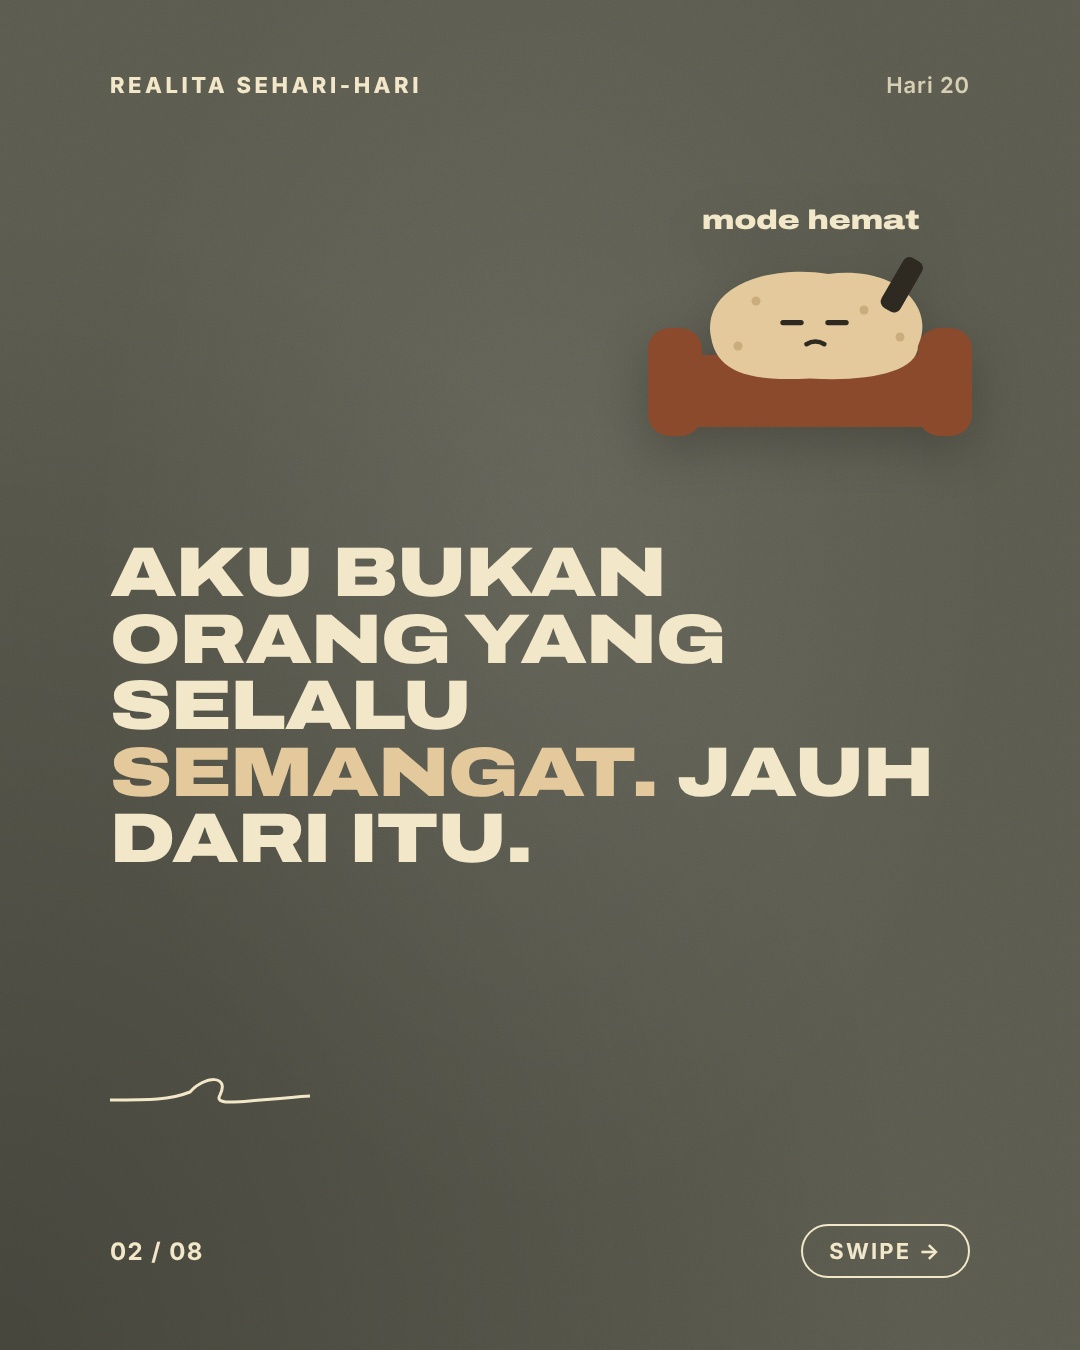 REALITA SEHARI-HARI
Hari 20
mode hemat
AKU BUKAN
ORANG YANG
SELALU
SEMANGAT. JAUH
DARI ITU.
02 / 08
SWIPE →